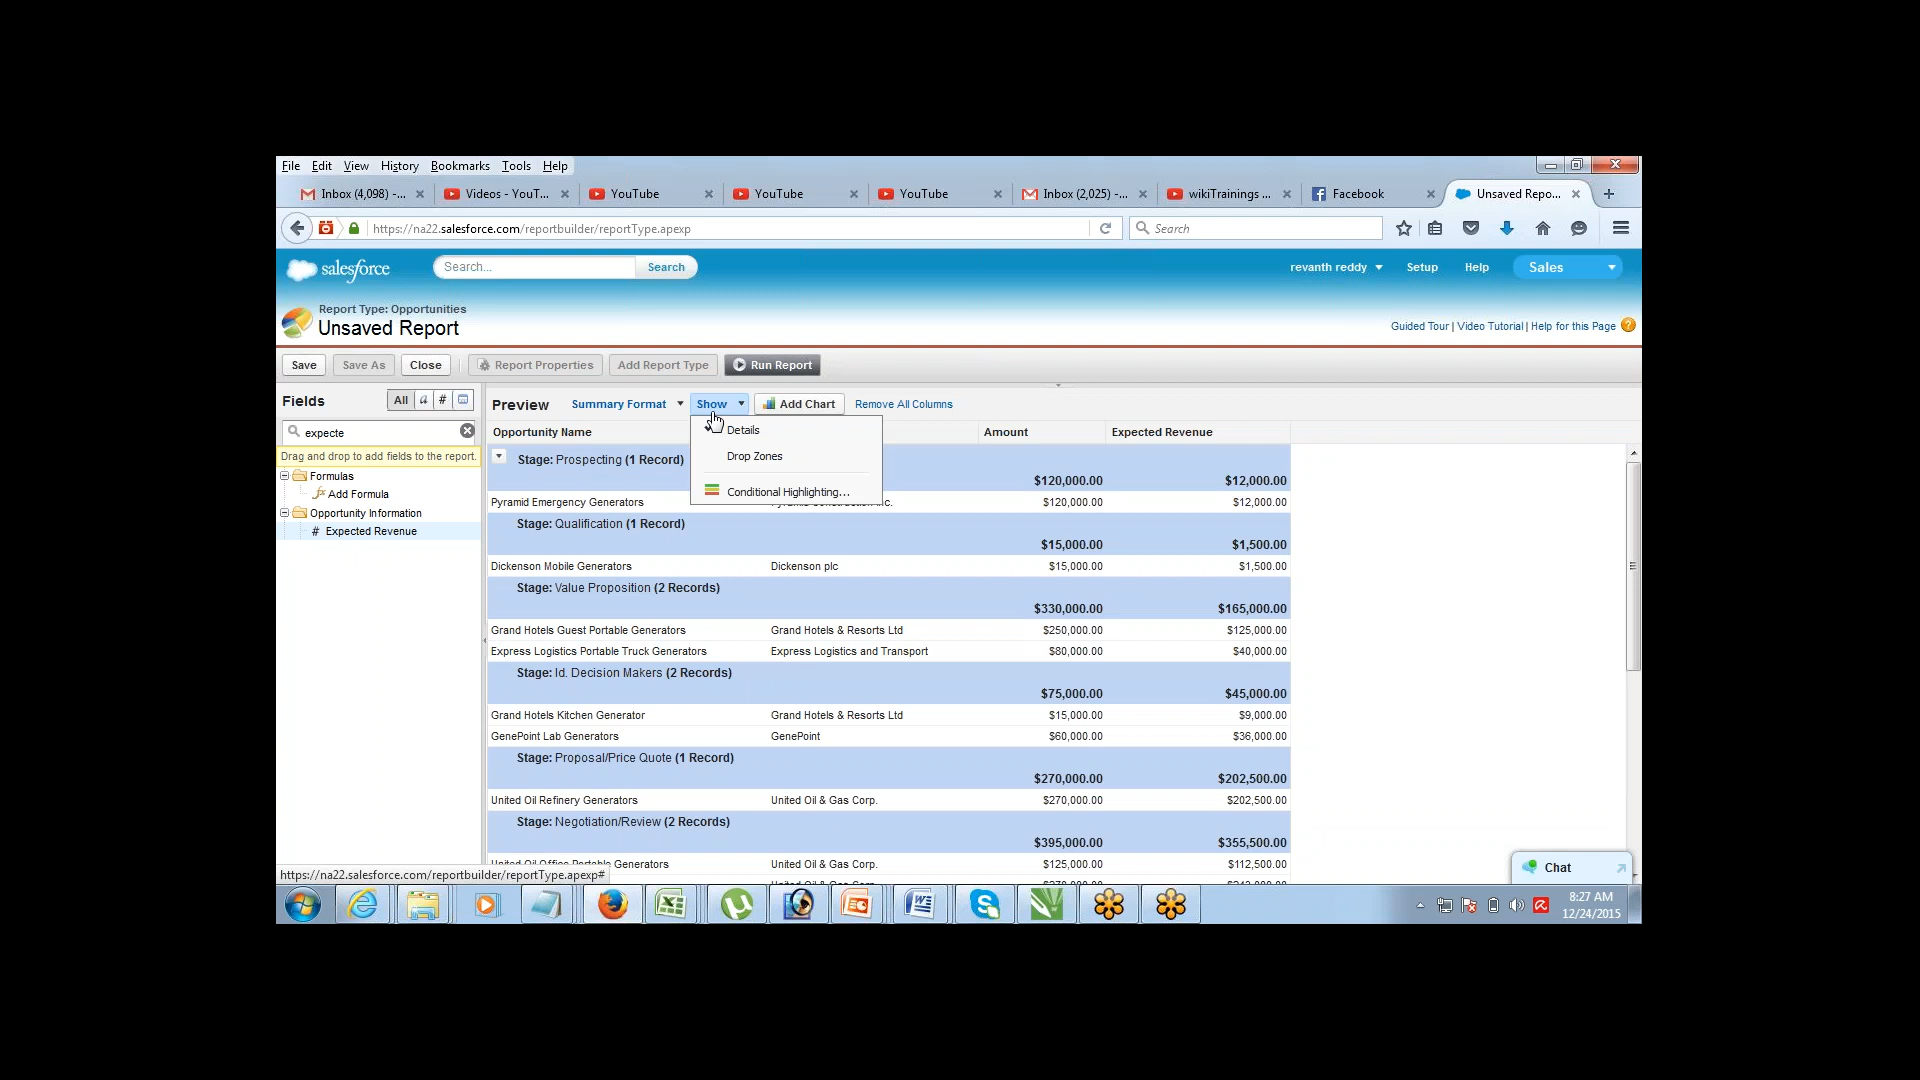 File Edit View History Bookmarks Tools Help
Inbox (4,098) -... Videos - YouT... YouTube YouTube YouTube Inbox (2,025) -... wikiTrainings ... Facebook Unsaved Repo...
https://na22.salesforce.com/reportbuilder/reportType.apexp Search
salesforce Search... Search revanth reddy Setup Help Sales
Report Type: Opportunities
Unsaved Report
Guided Tour | Video Tutorial | Help for this Page
Save Save As Close Report Properties Add Report Type Run Report
Fields All a #
expecte
Drag and drop to add fields to the report.
Formulas
fx Add Formula
Opportunity Information
# Expected Revenue
Preview Summary Format Show Add Chart Remove All Columns
Details
Drop Zones
Conditional Highlighting...
Opportunity Name Amount Expected Revenue
Stage: Prospecting (1 Record)
$120,000.00 $12,000.00
Pyramid Emergency Generators $120,000.00 $12,000.00
Stage: Qualification (1 Record)
$15,000.00 $1,500.00
Dickenson Mobile Generators Dickenson plc $15,000.00 $1,500.00
Stage: Value Proposition (2 Records)
$330,000.00 $165,000.00
Grand Hotels Guest Portable Generators Grand Hotels & Resorts Ltd $250,000.00 $125,000.00
Express Logistics Portable Truck Generators Express Logistics and Transport $80,000.00 $40,000.00
Stage: Id. Decision Makers (2 Records)
$75,000.00 $45,000.00
Grand Hotels Kitchen Generator Grand Hotels & Resorts Ltd $15,000.00 $9,000.00
GenePoint Lab Generators GenePoint $60,000.00 $36,000.00
Stage: Proposal/Price Quote (1 Record)
$270,000.00 $202,500.00
United Oil Refinery Generators United Oil & Gas Corp. $270,000.00 $202,500.00
Stage: Negotiation/Review (2 Records)
$395,000.00 $355,500.00
United Oil Office Portable Generators United Oil & Gas Corp. $125,000.00 $112,500.00
https://na22.salesforce.com/reportbuilder/reportType.apexp#
Chat
8:27 AM
12/24/2015